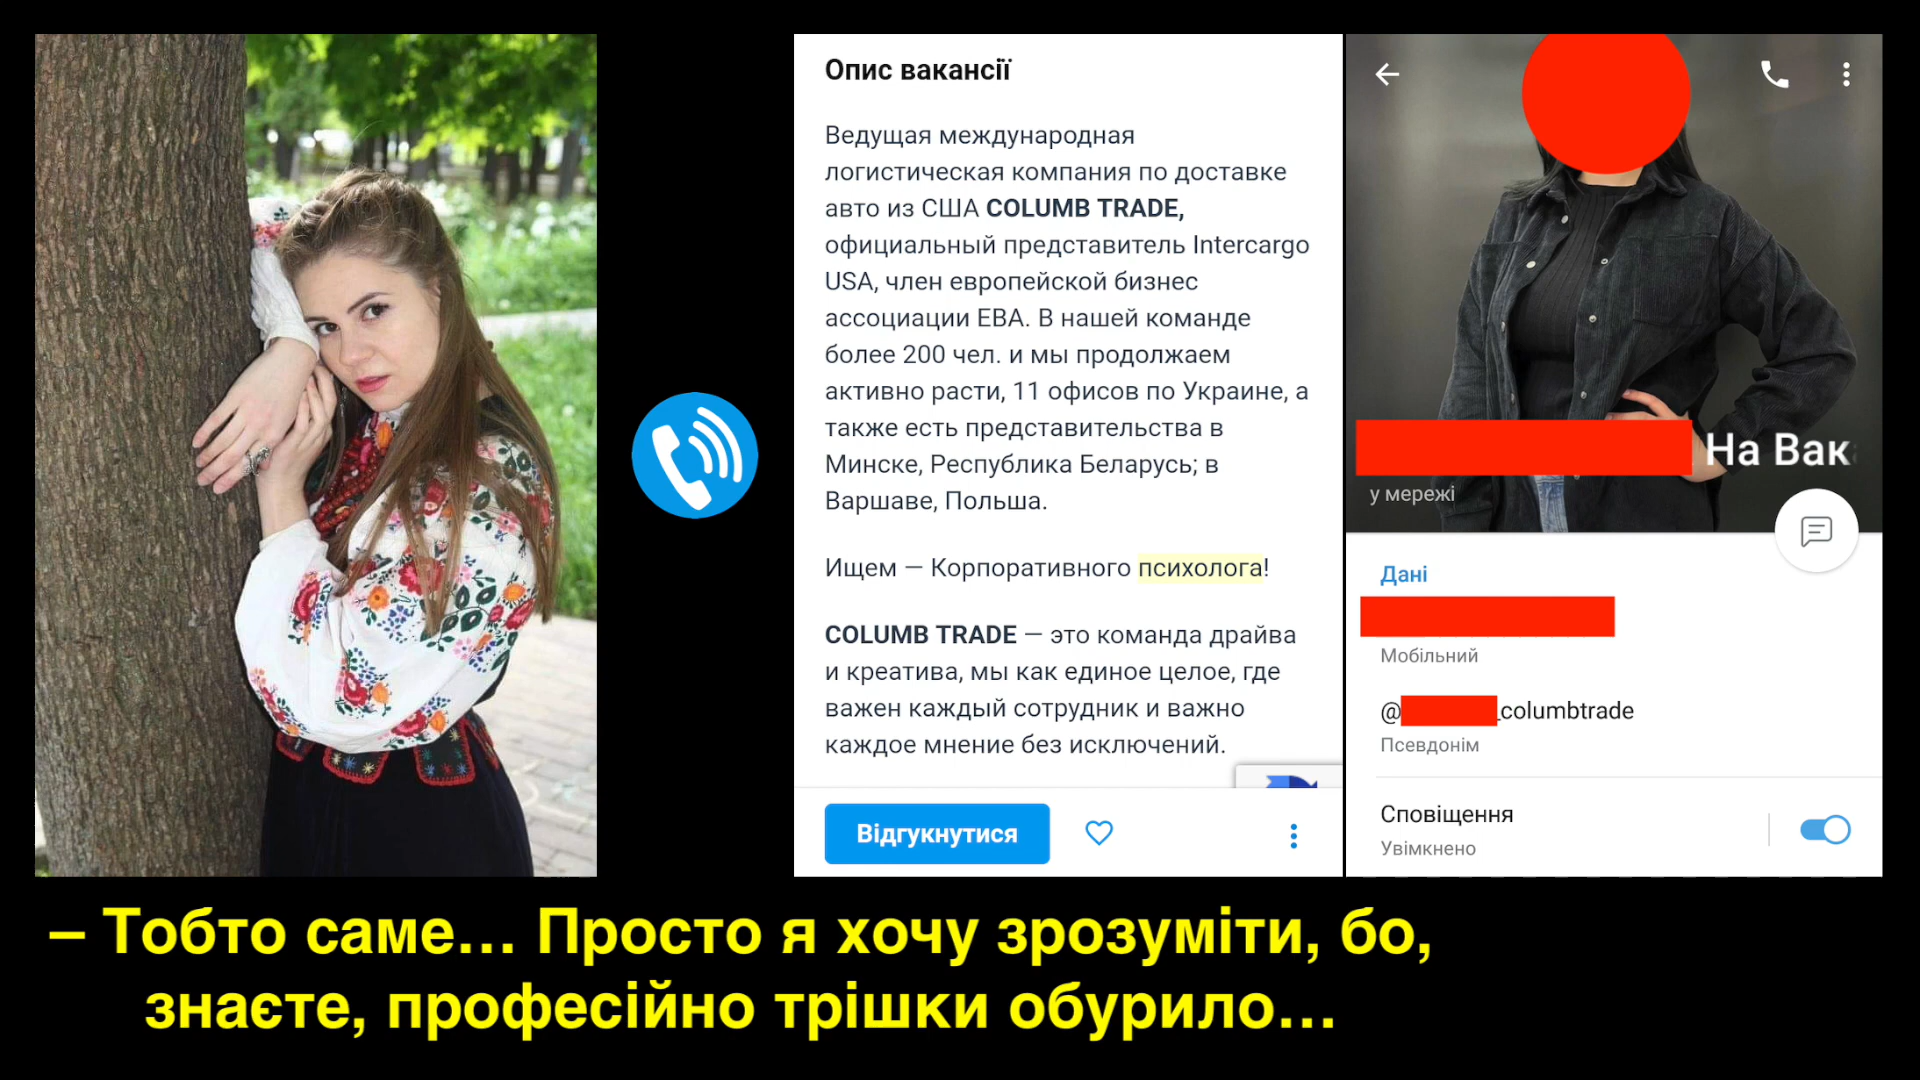 Опис вакансії
Ведущая международная
логистическая компания по доставке
авто из США COLUMB TRADE,
официальный представитель Intercargo
USA, член европейской бизнес
ассоциации EBA. В нашей команде
более 200 чел. и мы продолжаем
активно расти, 11 офисов по Украине, а
также есть представительства в
Минске, Республика Беларусь; в
Варшаве, Польша.
Ищем — Корпоративного психолога!
COLUMB TRADE — это команда драйва
и креатива, мы как единое целое, где
важен каждый сотрудник и важно
каждое мнение без исключений.
Відгукнутися
На Вак
у мережі
Дані
Мобільний
@ _columbtrade
Псевдонім
Сповіщення
Увімкнено
– Тобто саме... Просто я хочу зрозуміти, бо,
знаєте, професійно трішки обурило...